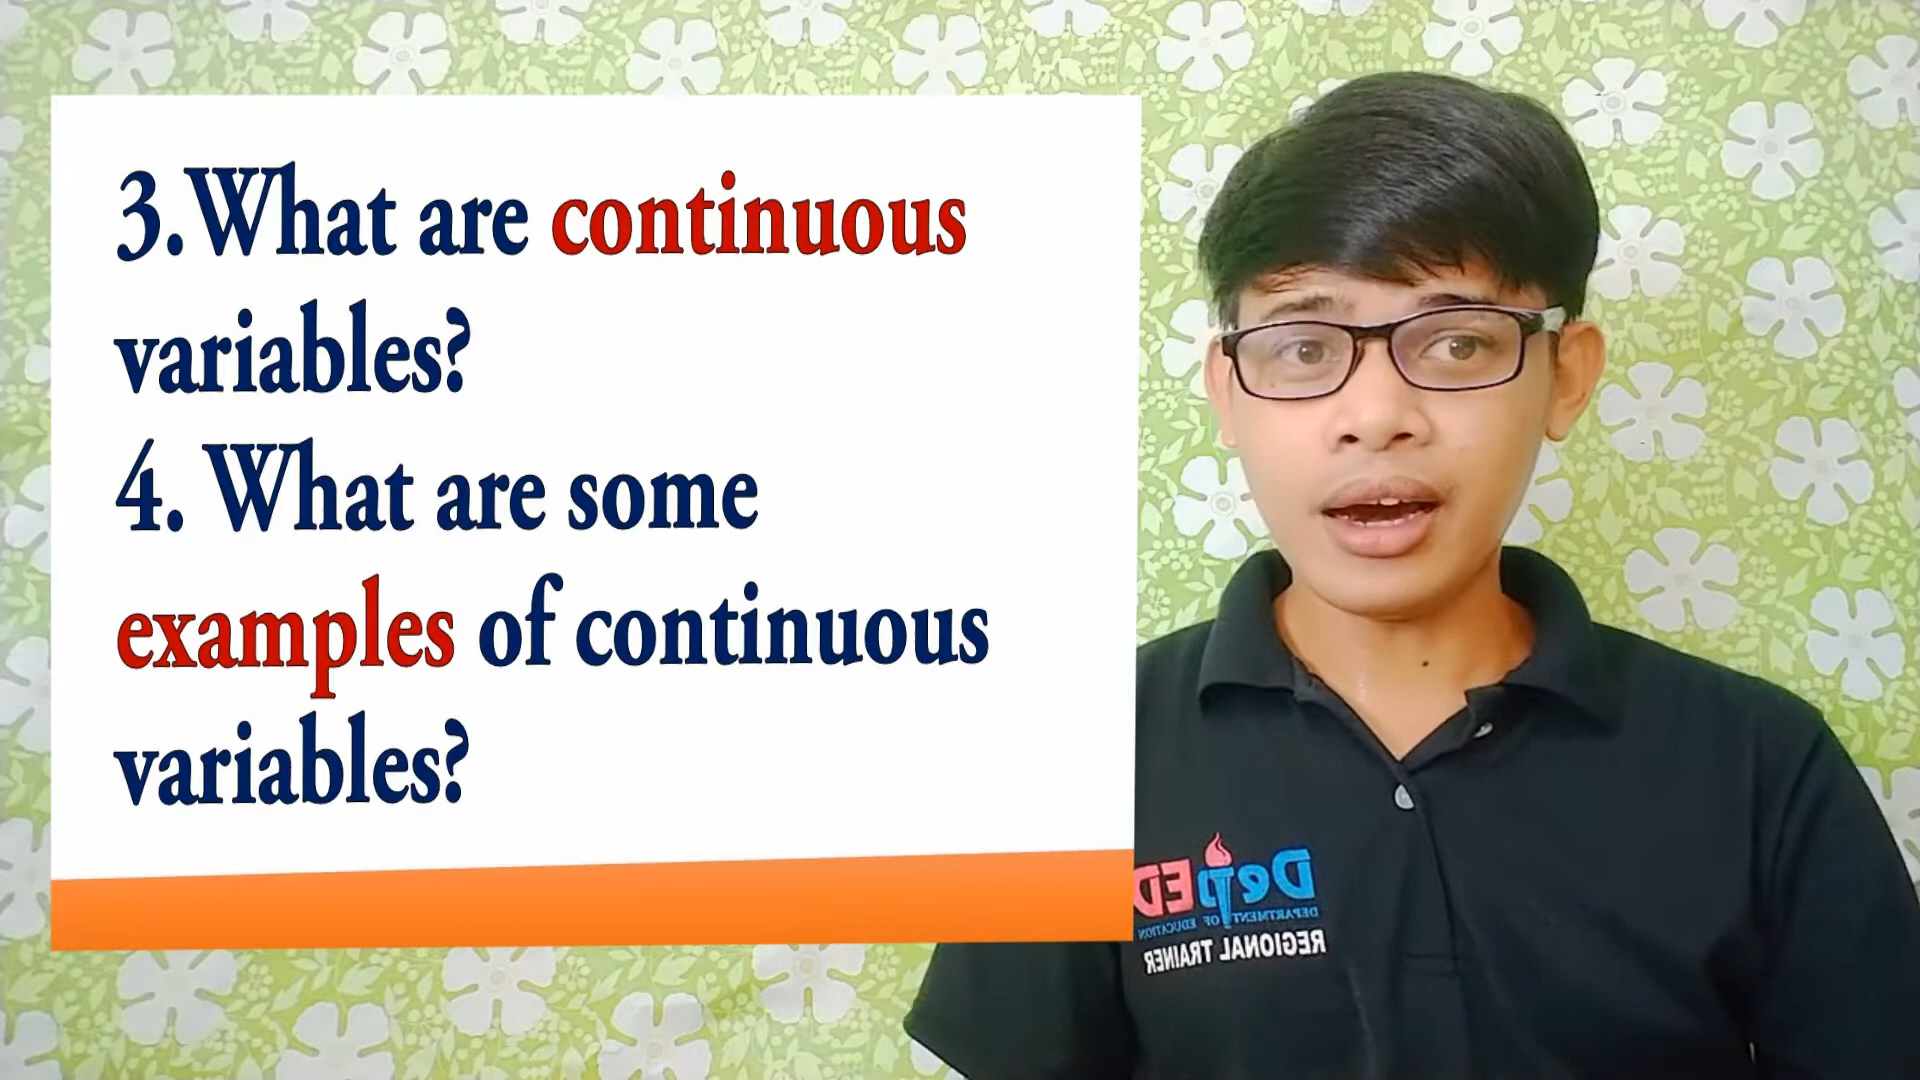 3.What are continuous
variables?
4. What are some
examples of continuous
variables?
DepED
DEPARTMENT OF EDUCATION
REGIONAL TRAINER